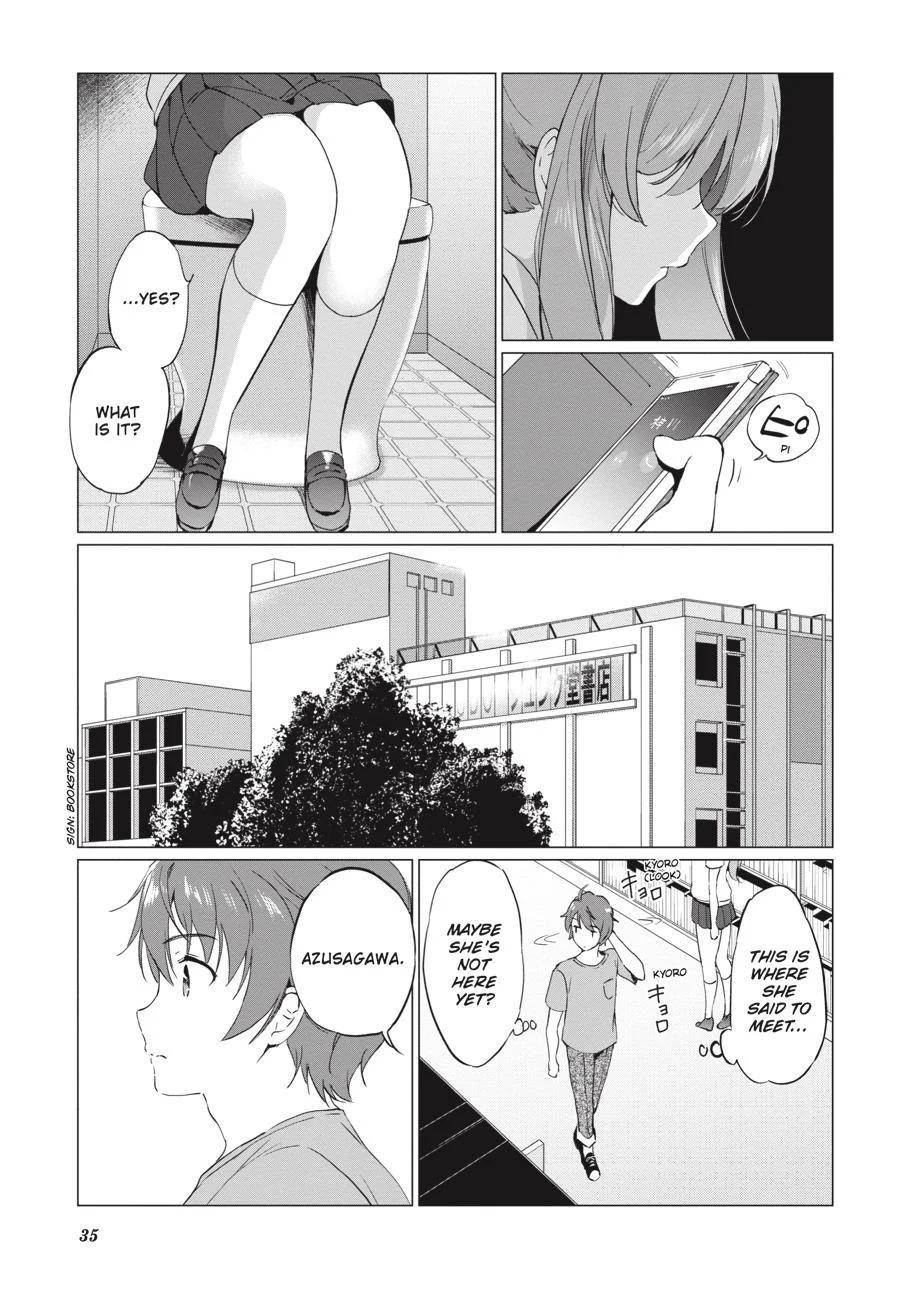 ピ
PI
...YES?
WHAT
IS IT?
SIGN: BOOKSTORE
THIS IS
WHERE
SHE
SAID TO
MEET...
KYORO
(LOOK)
キョロ
KYORO
キョロ
MAYBE
SHE'S
NOT
HERE
YET?
AZUSAGAWA.
35